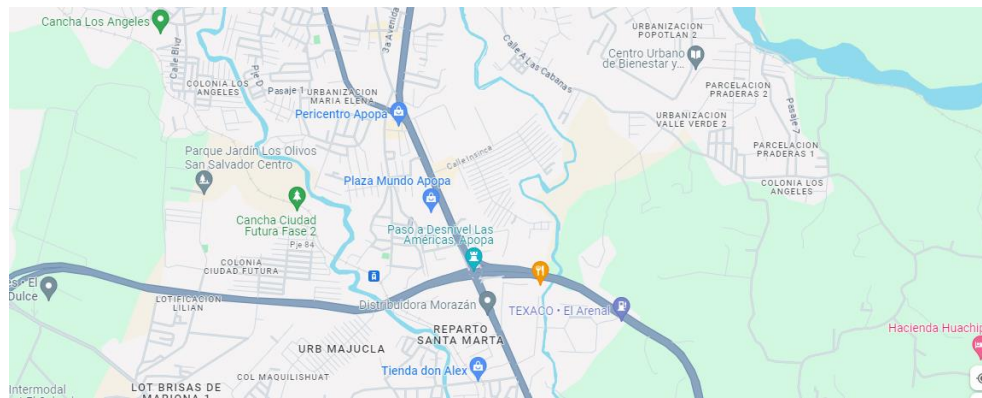 Cancha Los Angeles
Calle Blvd
Pje D
3a Avenida
URBANIZACION
POPOTLAN 2
Calle A Las Cabanas
Centro Urbano
de Bienestar y...
COLONIA LOS
ANGELES
Pasaje 1
URBANIZACION
MARIA ELENA
Pericentro Apopa
PARCELACION
PRADERAS 2
Pasaje 7
URBANIZACION
VALLE VERDE 2
Parque Jardín Los Olivos
San Salvador Centro
Calle Insinca
PARCELACION
PRADERAS 1
Plaza Mundo Apopa
COLONIA LOS
ANGELES
Cancha Ciudad
Futura Fase 2
Pje 84
Paso a Desnivel Las
Américas, Apopa
COLONIA
CIUDAD FUTURA
es • El
Dulce
LOTIFICACION
LILIAN
Distribuidora Morazán
TEXACO • El Arenal
REPARTO
SANTA MARTA
Hacienda Huachip
URB MAJUCLA
Tienda don Alex
COL MAQUILISHUAT
Intermodal
LOT BRISAS DE
MARIONA 1